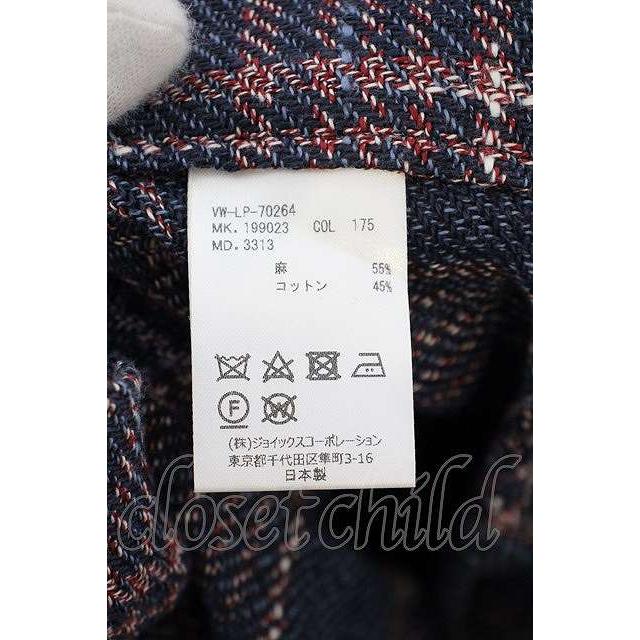 VW-LP-70264
MK. 199023 COL 175
MD. 3313
麻 55%
コットン 45%
F W
(株)ジョイックスコーポレーション
東京都千代田区隼町3-16
日本製
closet child